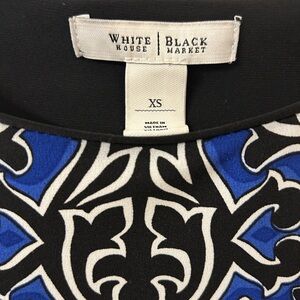 WHITE | BLACK
HOUSE | MARKET
XS
MADE IN
VIETNAM